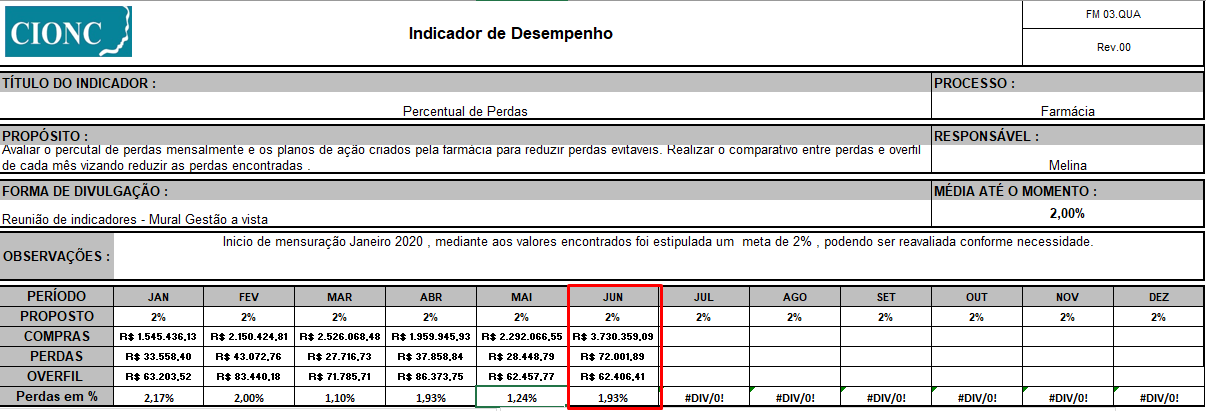 CIONC
Indicador de Desempenho
FM 03.QUA
Rev.00
TÍTULO DO INDICADOR :
PROCESSO :
Percentual de Perdas
Farmácia
PROPÓSITO :
RESPONSÁVEL :
Avaliar o percutal de perdas mensalmente e os planos de ação criados pela farmácia para reduzir perdas evitáveis. Realizar o comparativo entre perdas e overfil
de cada mês vizando reduzir as perdas encontradas .
Melina
FORMA DE DIVULGAÇÃO :
MÉDIA ATÉ O MOMENTO :
Reunião de indicadores - Mural Gestão a vista
2,00%
OBSERVAÇÕES :
Inicio de mensuração Janeiro 2020 , mediante aos valores encontrados foi estipulada um meta de 2% , podendo ser reavaliada conforme necessidade.
PERÍODO JAN FEV MAR ABR MAI JUN JUL AGO SET OUT NOV DEZ
PROPOSTO 2% 2% 2% 2% 2% 2% 2% 2% 2% 2% 2% 2%
COMPRAS R$ 1.545.436,13 R$ 2.150.424,81 R$ 2.526.068,48 R$ 1.959.945,93 R$ 2.292.066,55 R$ 3.730.359,09
PERDAS R$ 33.558,40 R$ 43.072,76 R$ 27.716,73 R$ 37.858,84 R$ 28.448,79 R$ 72.001,89
OVERFIL R$ 63.203,52 R$ 83.440,18 R$ 71.785,71 R$ 86.373,75 R$ 62.457,77 R$ 62.406,41
Perdas em % 2,17% 2,00% 1,10% 1,93% 1,24% 1,93% #DIV/0! #DIV/0! #DIV/0! #DIV/0! #DIV/0! #DIV/0!